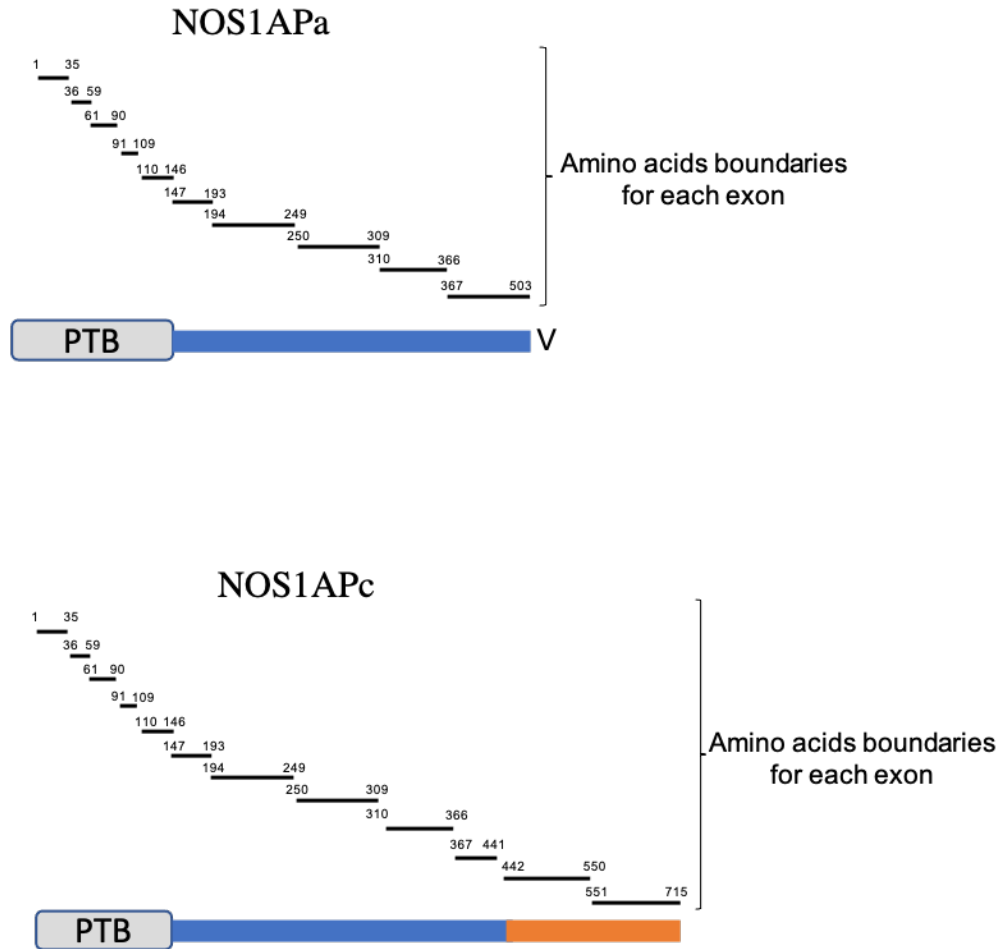 NOS1APa
1 35
36 59
61 90
91 109
110 146
147 193
194 249
250 309
310 366
367 503
Amino acids boundaries
for each exon
PTB
V
NOS1APc
1 35
36 59
61 90
91 109
110 146
147 193
194 249
250 309
310 366
367 441
442 550
551 715
Amino acids boundaries
for each exon
PTB